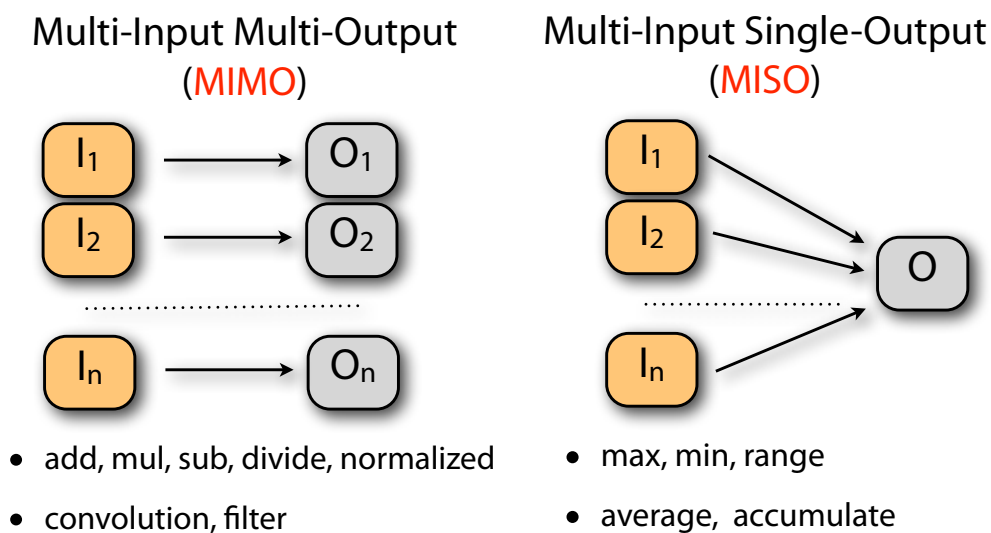 Multi-Input Multi-Output
(MIMO)
I1
O1
I2
O2
In
On
• add, mul, sub, divide, normalized
• convolution, filter
Multi-Input Single-Output
(MISO)
I1
I2
O
In
• max, min, range
• average, accumulate